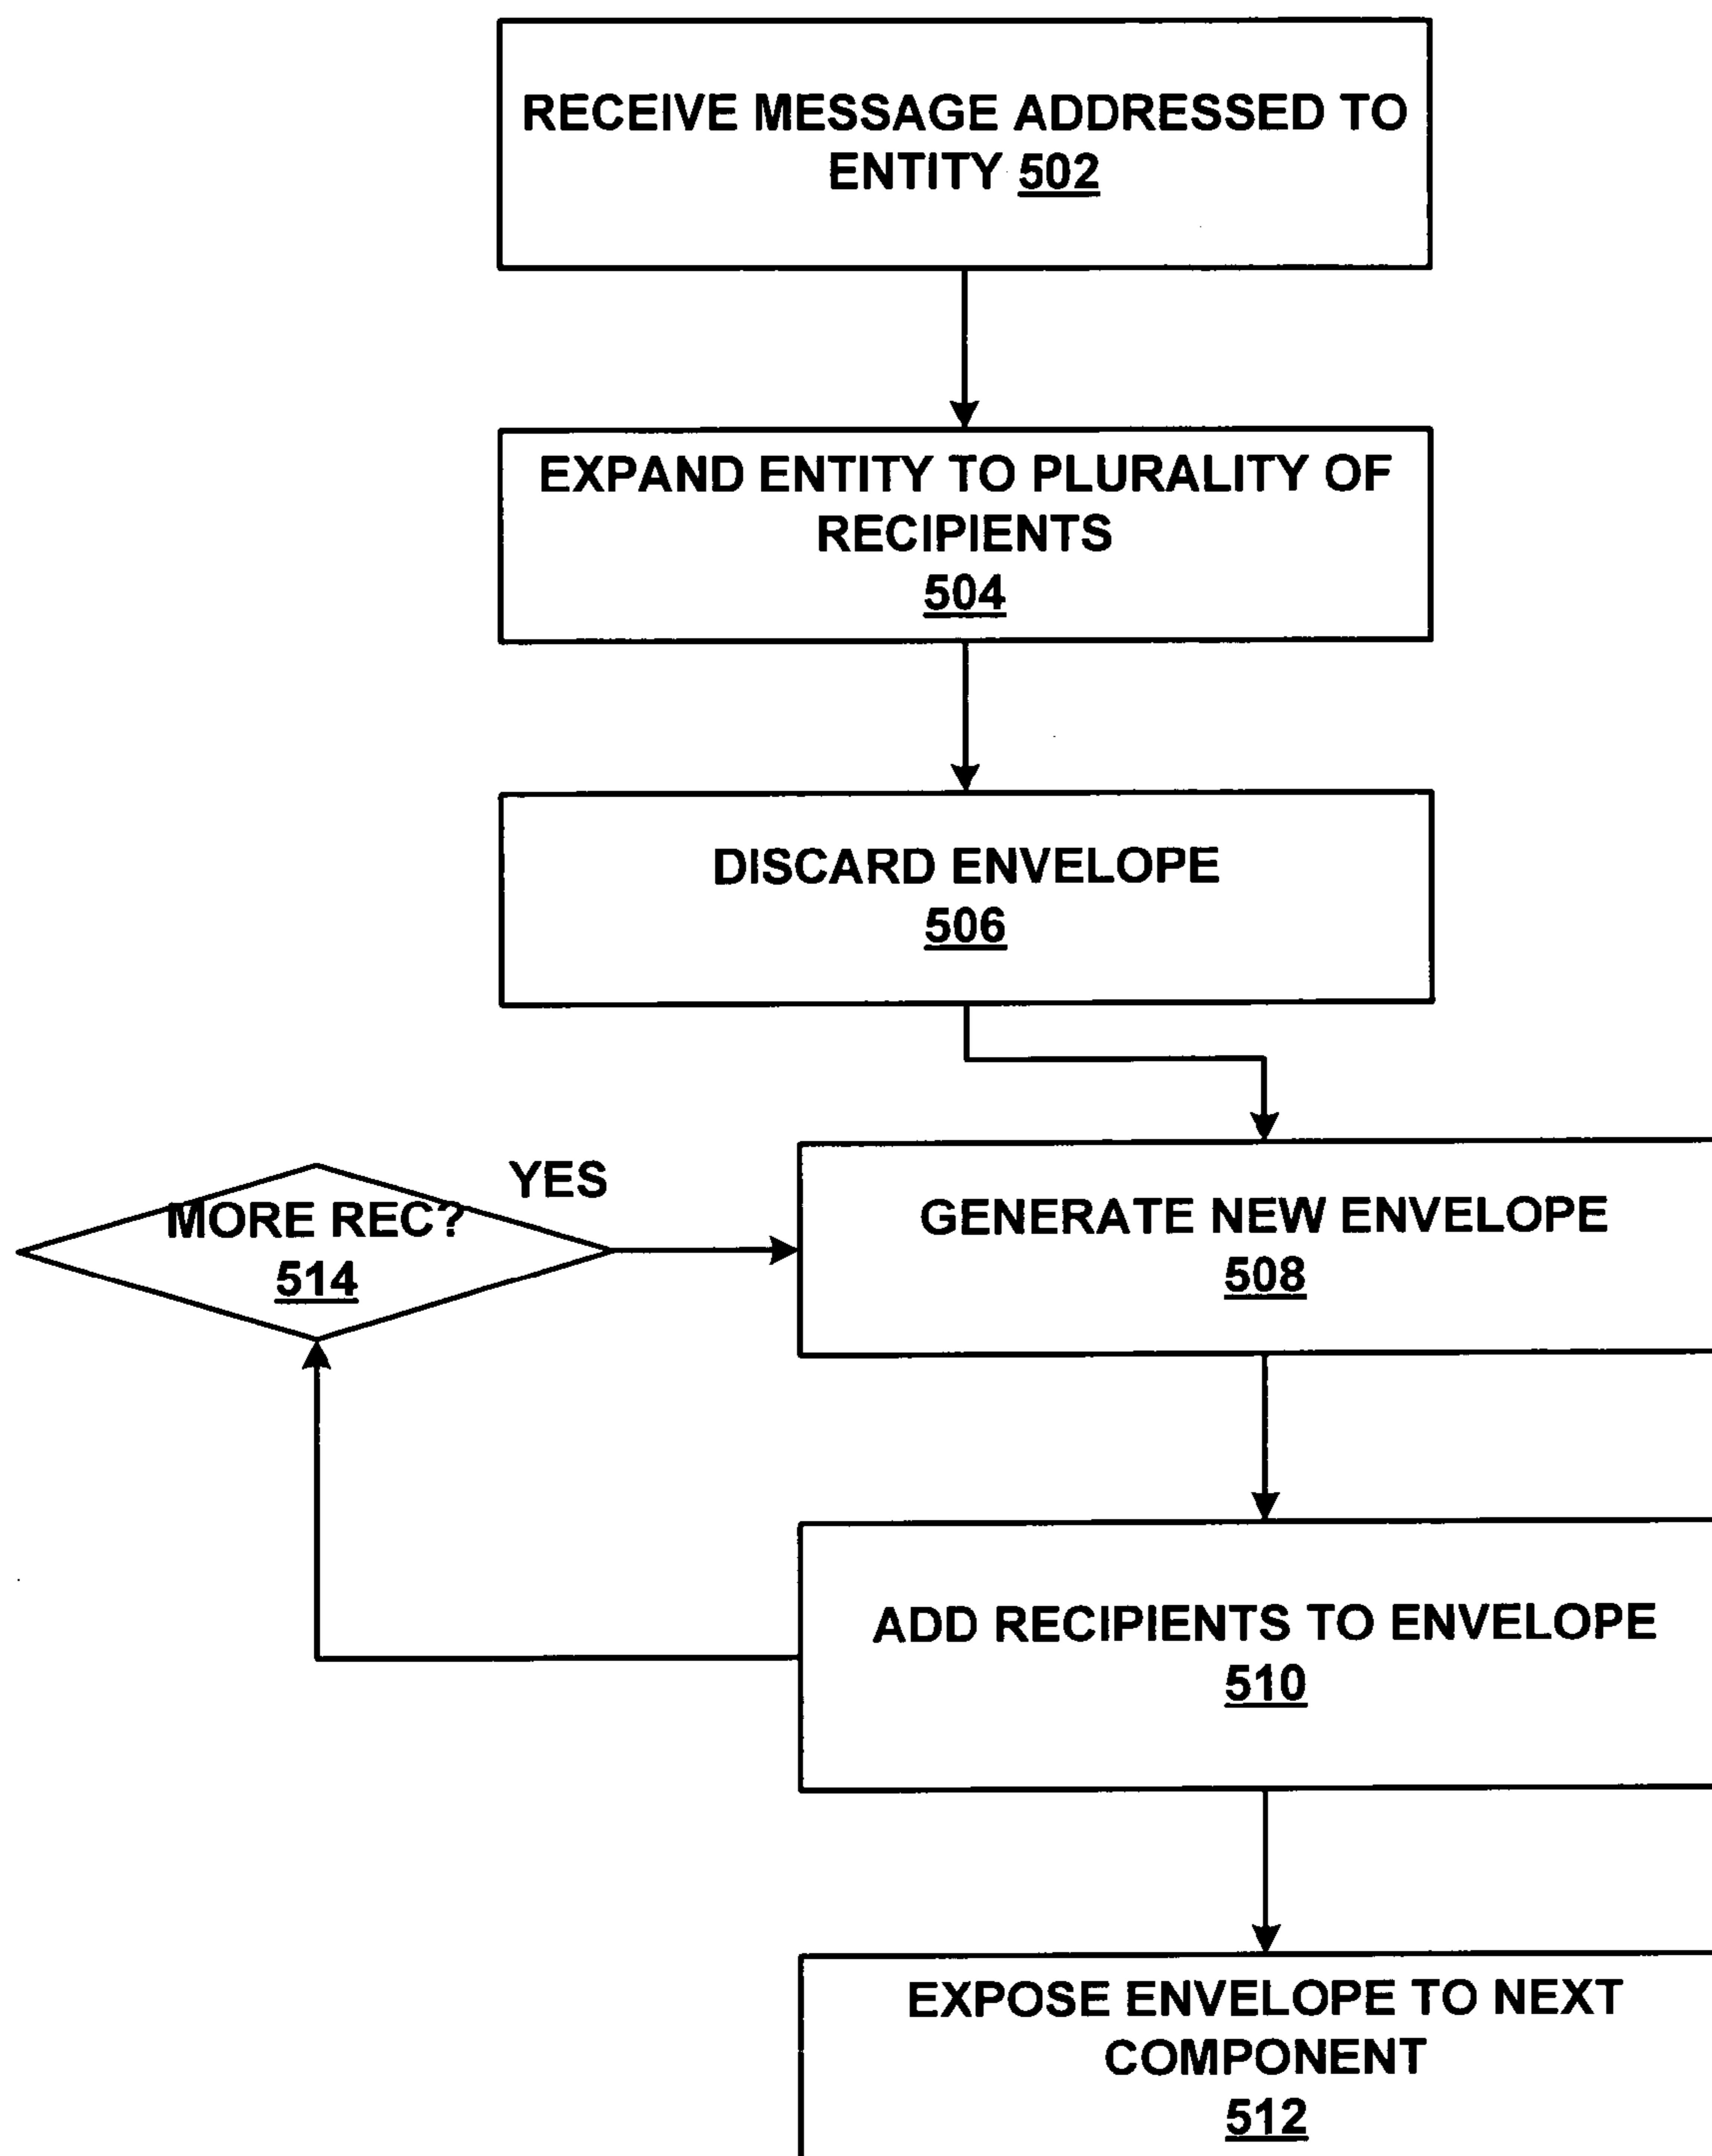 RECEIVE MESSAGE ADDRESSED TO
ENTITY 502
EXPAND ENTITY TO PLURALITY OF
RECIPIENTS
504
DISCARD ENVELOPE
506
YES
MORE REC?
514
GENERATE NEW ENVELOPE
508
ADD RECIPIENTS TO ENVELOPE
510
EXPOSE ENVELOPE TO NEXT
COMPONENT
512